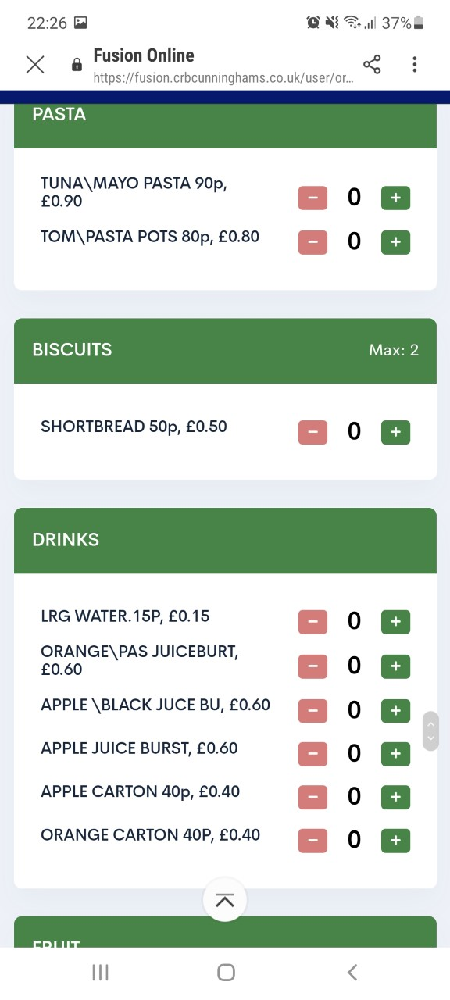 22:26 37%
Fusion Online
https://fusion.crbcunninghams.co.uk/user/or...
PASTA
TUNA\MAYO PASTA 90p,
£0.90
− 0 +
TOM\PASTA POTS 80p, £0.80 − 0 +
BISCUITS Max: 2
SHORTBREAD 50p, £0.50 − 0 +
DRINKS
LRG WATER.15P, £0.15 − 0 +
ORANGE\PAS JUICEBURT,
£0.60
− 0 +
APPLE \BLACK JUCE BU, £0.60 − 0 +
APPLE JUICE BURST, £0.60 − 0 +
APPLE CARTON 40p, £0.40 − 0 +
ORANGE CARTON 40P, £0.40 − 0 +
FRUIT